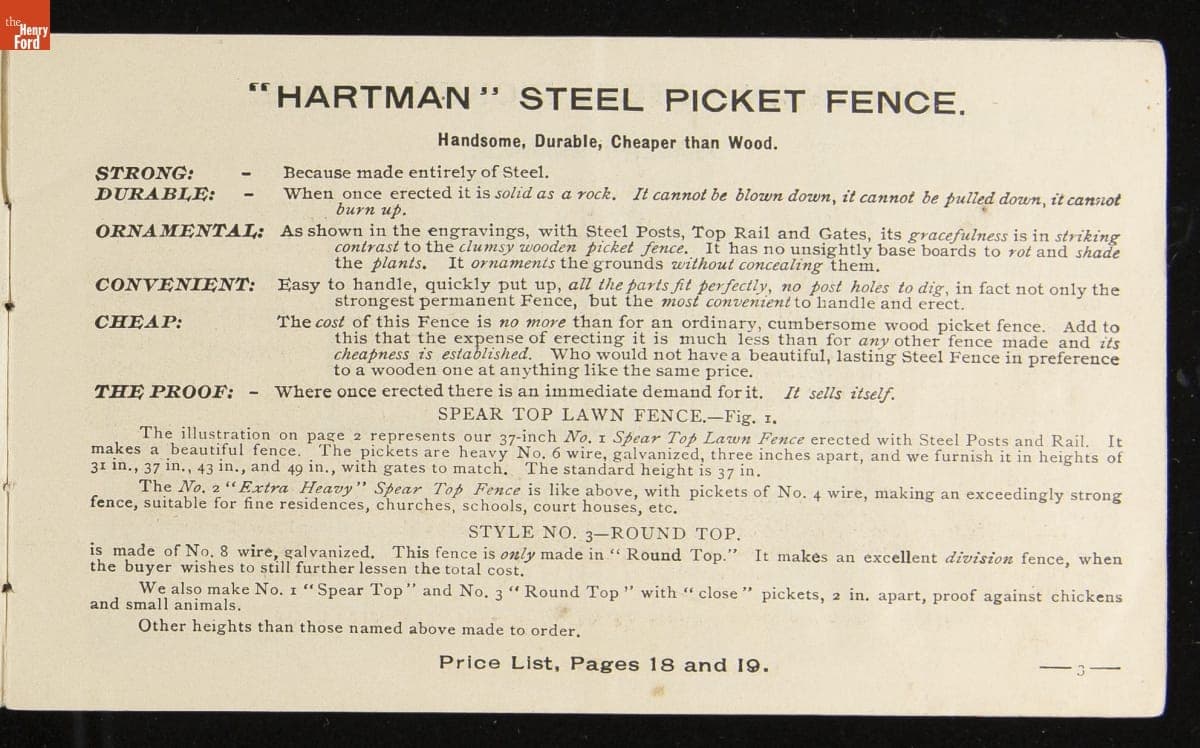 the
Henry
Ford
"HARTMAN" STEEL PICKET FENCE.
Handsome, Durable, Cheaper than Wood.
STRONG: - Because made entirely of Steel.
DURABLE: - When once erected it is solid as a rock. It cannot be blown down, it cannot be pulled down, it cannot
burn up.
ORNAMENTAL: As shown in the engravings, with Steel Posts, Top Rail and Gates, its gracefulness is in striking
contrast to the clumsy wooden picket fence. It has no unsightly base boards to rot and shade
the plants. It ornaments the grounds without concealing them.
CONVENIENT: Easy to handle, quickly put up, all the parts fit perfectly, no post holes to dig, in fact not only the
strongest permanent Fence, but the most convenient to handle and erect.
CHEAP: The cost of this Fence is no more than for an ordinary, cumbersome wood picket fence. Add to
this that the expense of erecting it is much less than for any other fence made and its
cheapness is established. Who would not have a beautiful, lasting Steel Fence in preference
to a wooden one at anything like the same price.
THE PROOF: - Where once erected there is an immediate demand for it. It sells itself.
SPEAR TOP LAWN FENCE.—Fig. 1.
The illustration on page 2 represents our 37-inch No. 1 Spear Top Lawn Fence erected with Steel Posts and Rail. It
makes a beautiful fence. The pickets are heavy No. 6 wire, galvanized, three inches apart, and we furnish it in heights of
31 in., 37 in., 43 in., and 49 in., with gates to match. The standard height is 37 in.
The No. 2 "Extra Heavy" Spear Top Fence is like above, with pickets of No. 4 wire, making an exceedingly strong
fence, suitable for fine residences, churches, schools, court houses, etc.
STYLE NO. 3—ROUND TOP.
is made of No. 8 wire, galvanized. This fence is only made in "Round Top." It makes an excellent division fence, when
the buyer wishes to still further lessen the total cost.
We also make No. 1 "Spear Top" and No. 3 "Round Top" with "close" pickets, 2 in. apart, proof against chickens
and small animals.
Other heights than those named above made to order.
Price List, Pages 18 and 19.
—3—